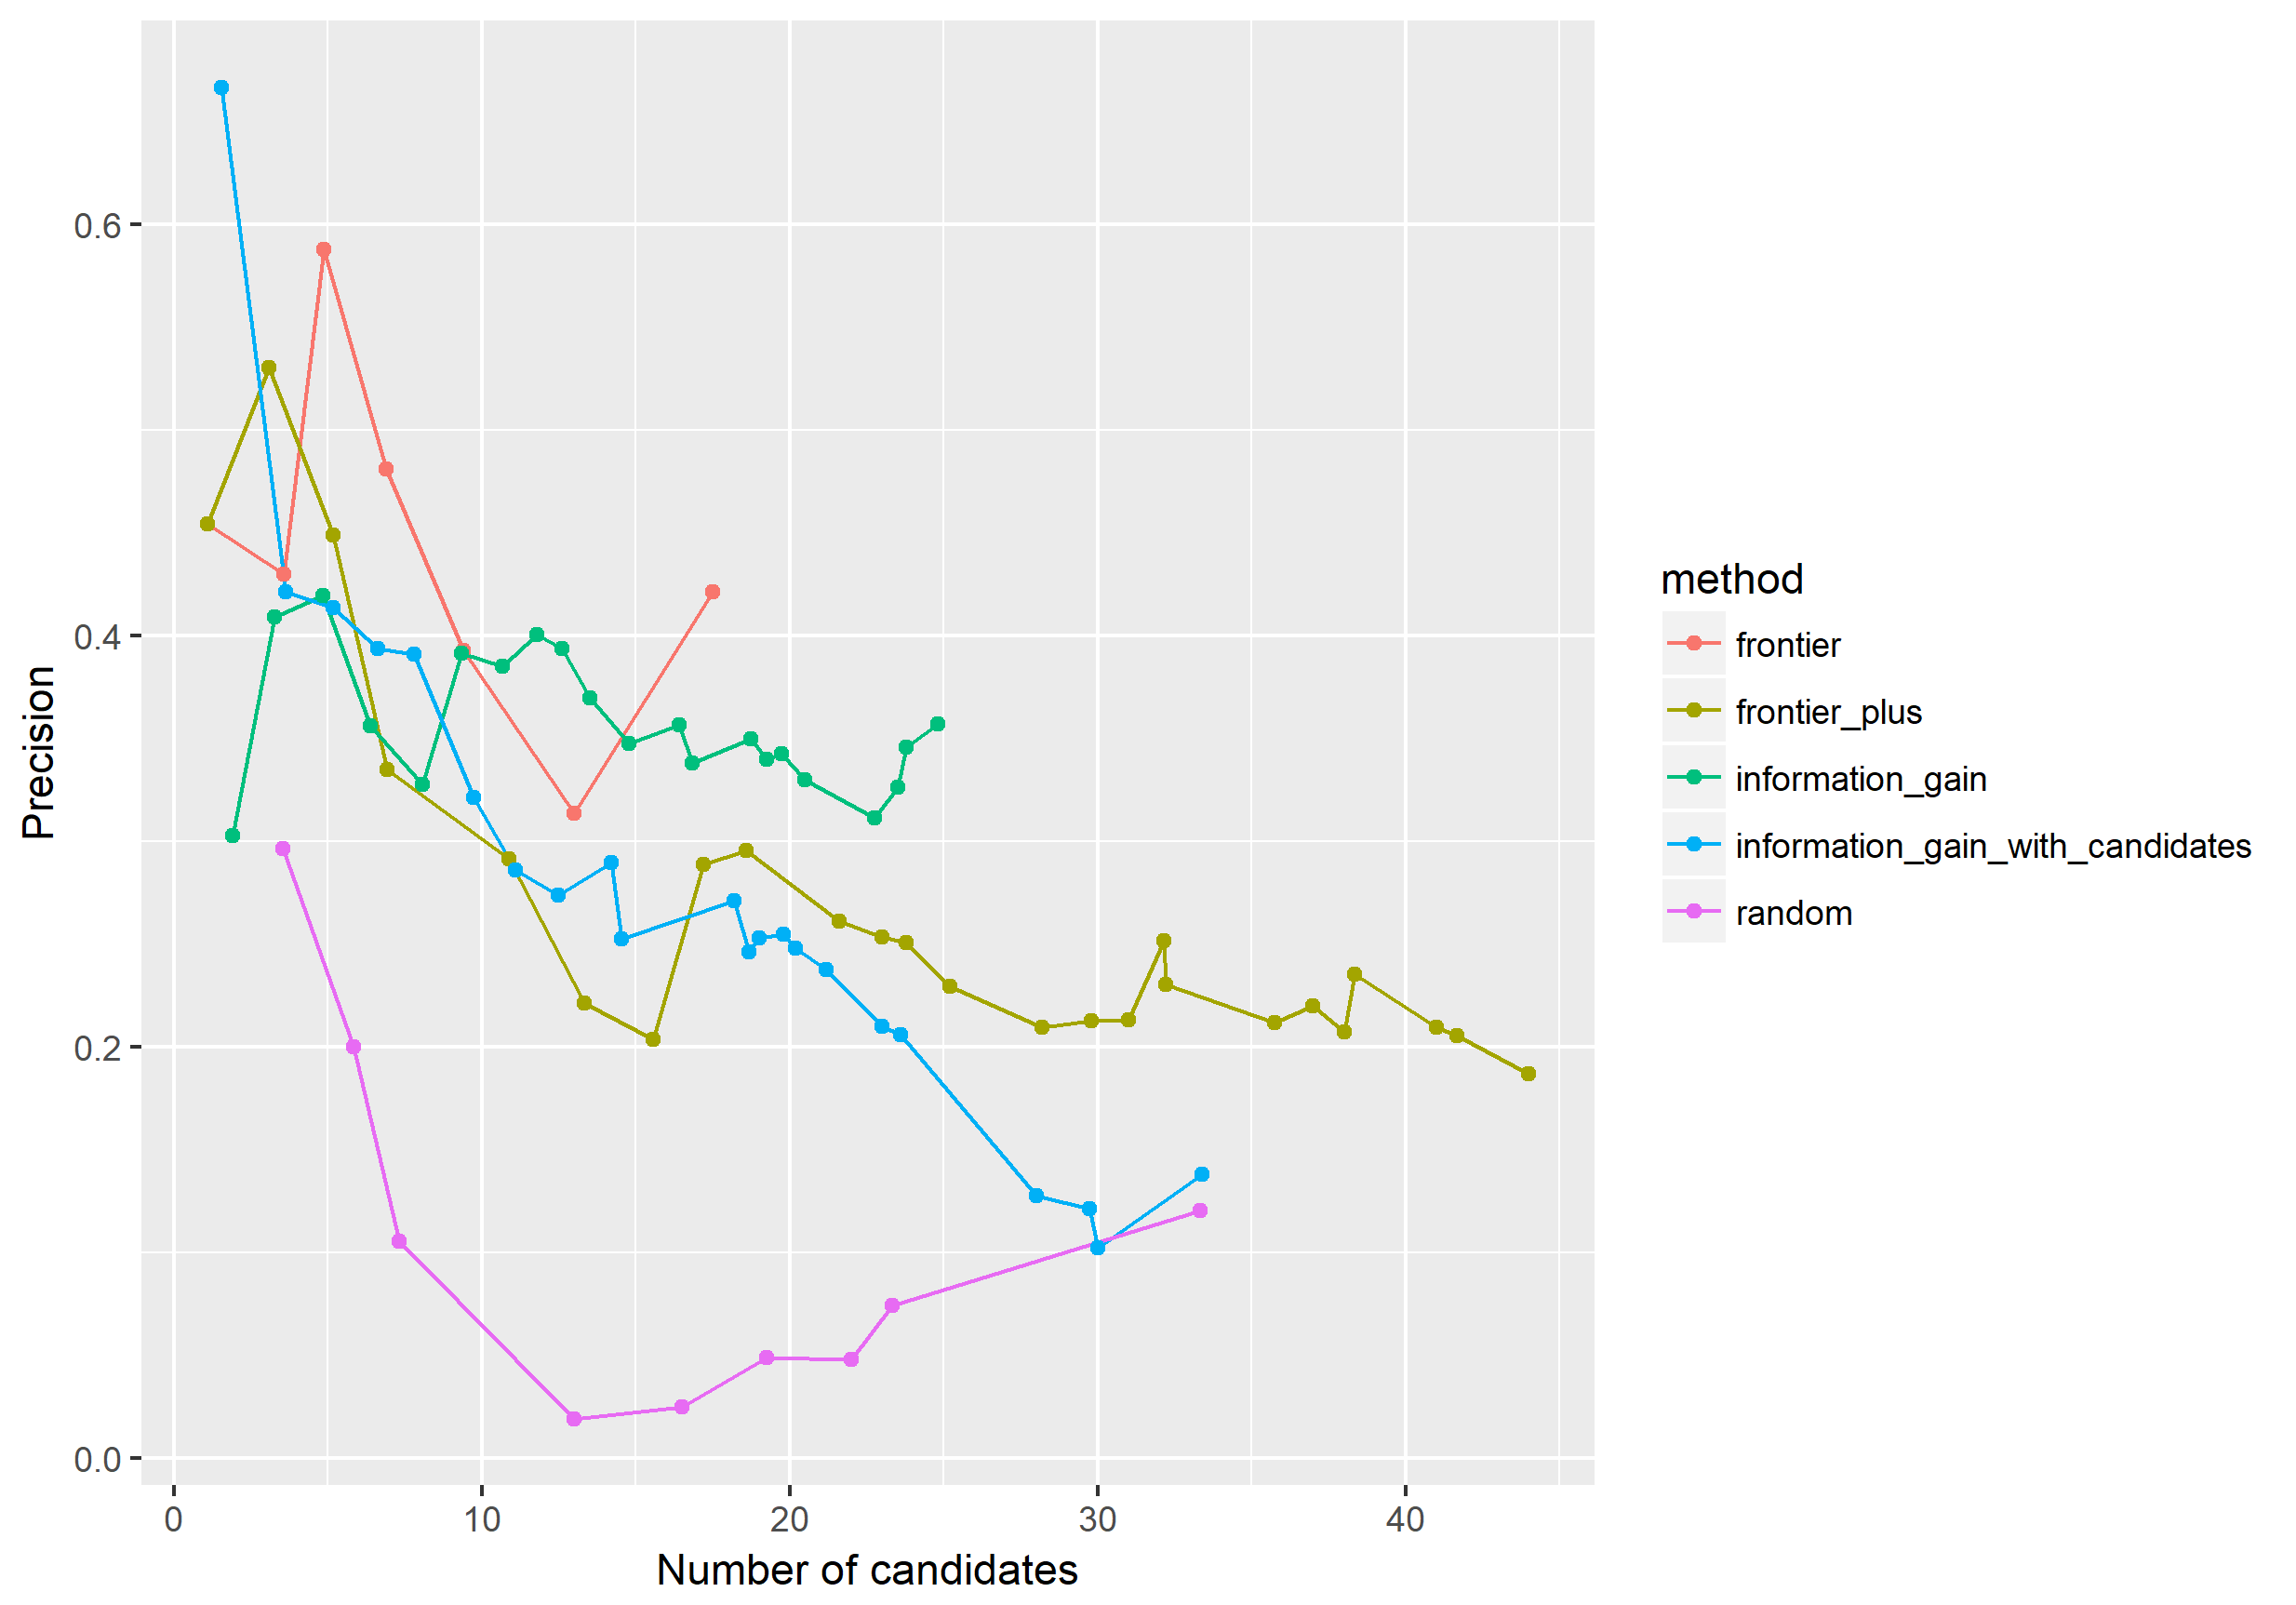 0.6
0.4
0.2
0.0
Precision
0
10
20
30
40
Number of candidates
method
frontier
frontier_plus
information_gain
information_gain_with_candidates
random